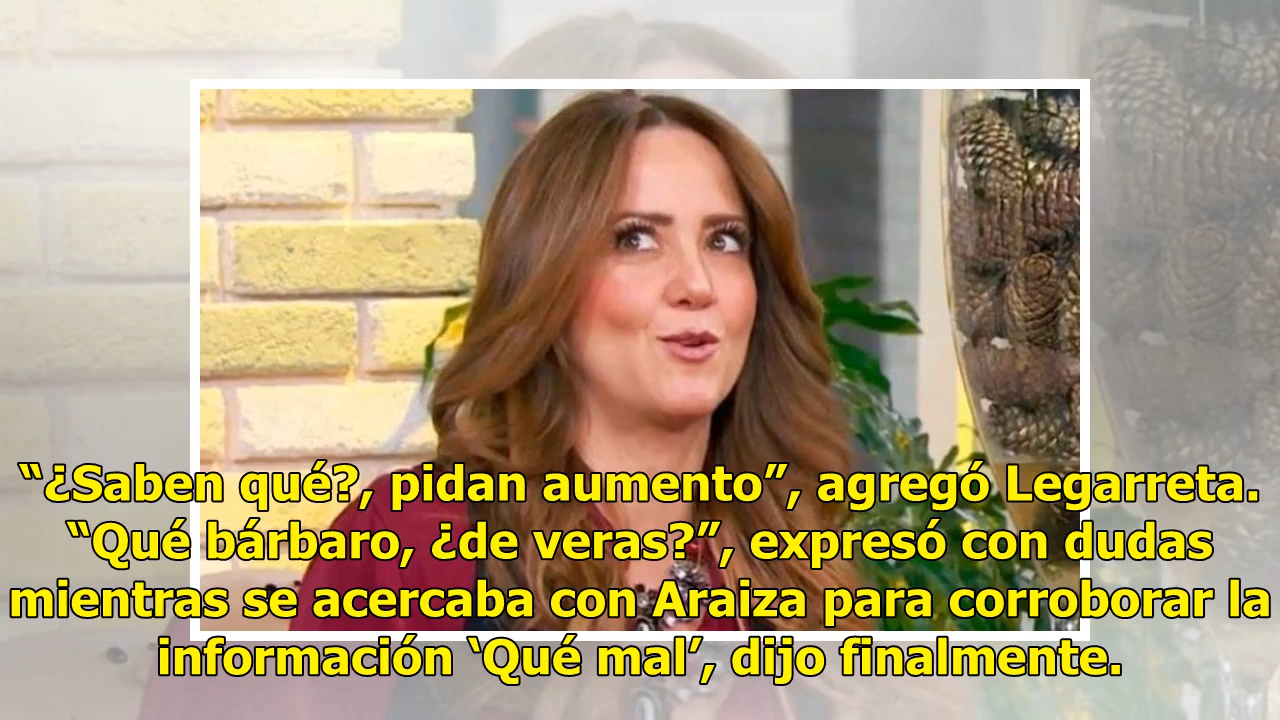 “¿Saben qué?, pidan aumento”, agregó Legarreta.
“Qué bárbaro, ¿de veras?”, expresó con dudas
mientras se acercaba con Araiza para corroborar la
información ‘Qué mal’, dijo finalmente.